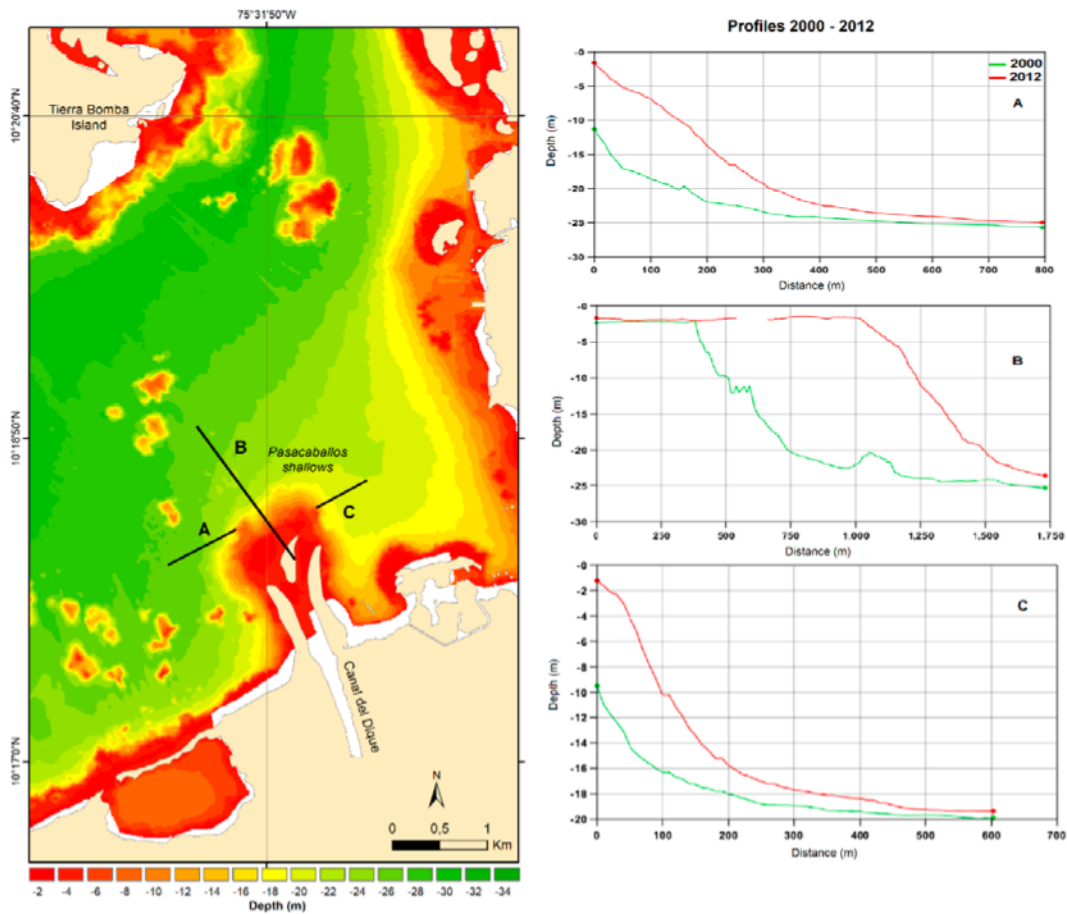 75°31'50"W
10°20'40"N
Tierra Bomba
Island
10°18'50"N
B
Pasacaballos
shallows
A
C
Canal del Dique
10°17'0"N
N
0 0,5 1
Km
-2 -4 -6 -8 -10 -12 -14 -16 -18 -20 -22 -24 -26 -28 -30 -32 -34
Depth (m)
Profiles 2000 - 2012
2000
2012
A
-0
-5
-10
-15
-20
-25
-30
Depth (m)
0 100 200 300 400 500 600 700 800
Distance (m)
B
-0
-5
-10
-15
-20
-25
-30
Depth (m)
0 250 500 750 1.000 1.250 1.500 1,750
Distance (m)
C
-0
-2
-4
-6
-8
-10
-12
-14
-16
-18
-20
Depth (m)
0 100 200 300 400 500 600 700
Distance (m)